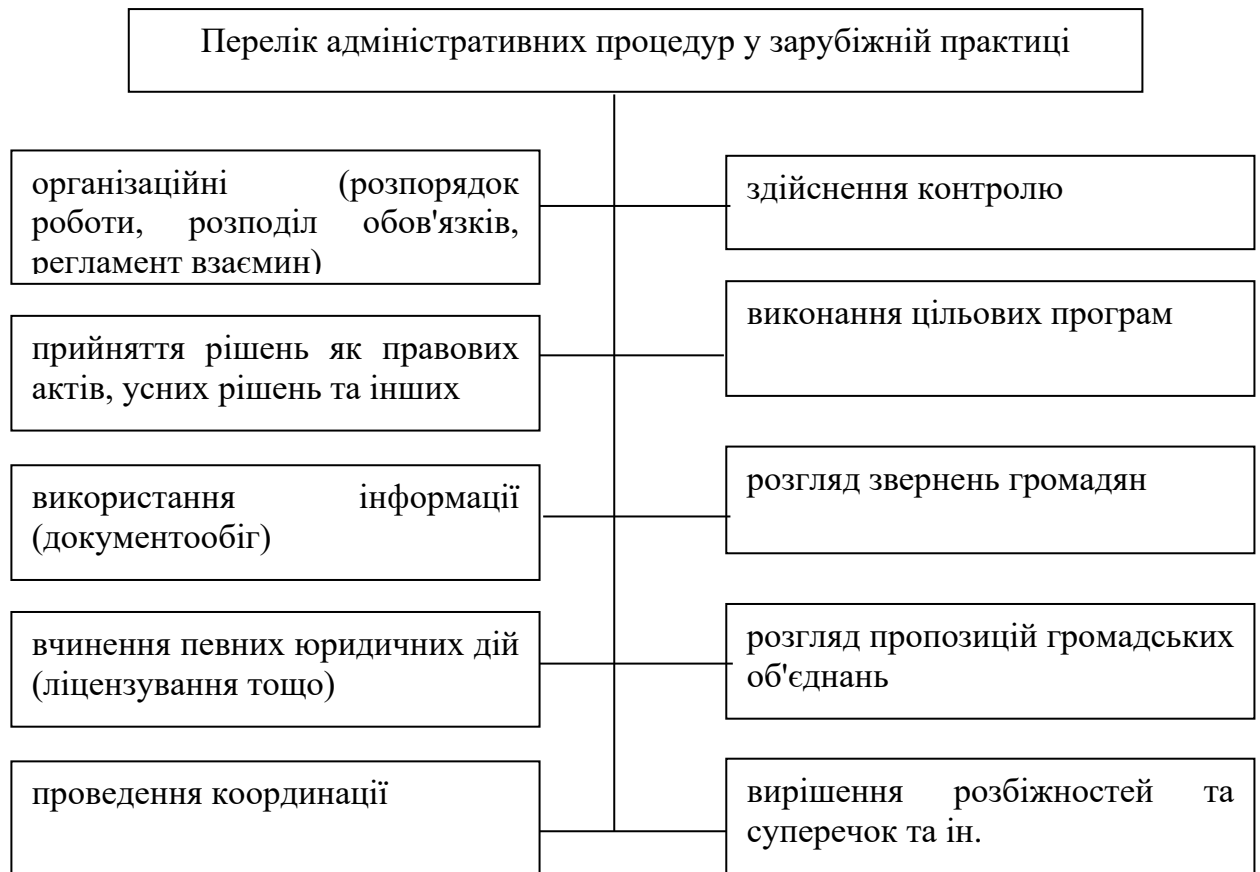 Перелік адміністративних процедур у зарубіжній практиці
організаційні (розпорядок
роботи, розподіл обов'язків,
регламент взаємин)
прийняття рішень як правових
актів, усних рішень та інших
використання інформації
(документообіг)
вчинення певних юридичних дій
(ліцензування тощо)
проведення координації
здійснення контролю
виконання цільових програм
розгляд звернень громадян
розгляд пропозицій громадських
об'єднань
вирішення розбіжностей та
суперечок та ін.